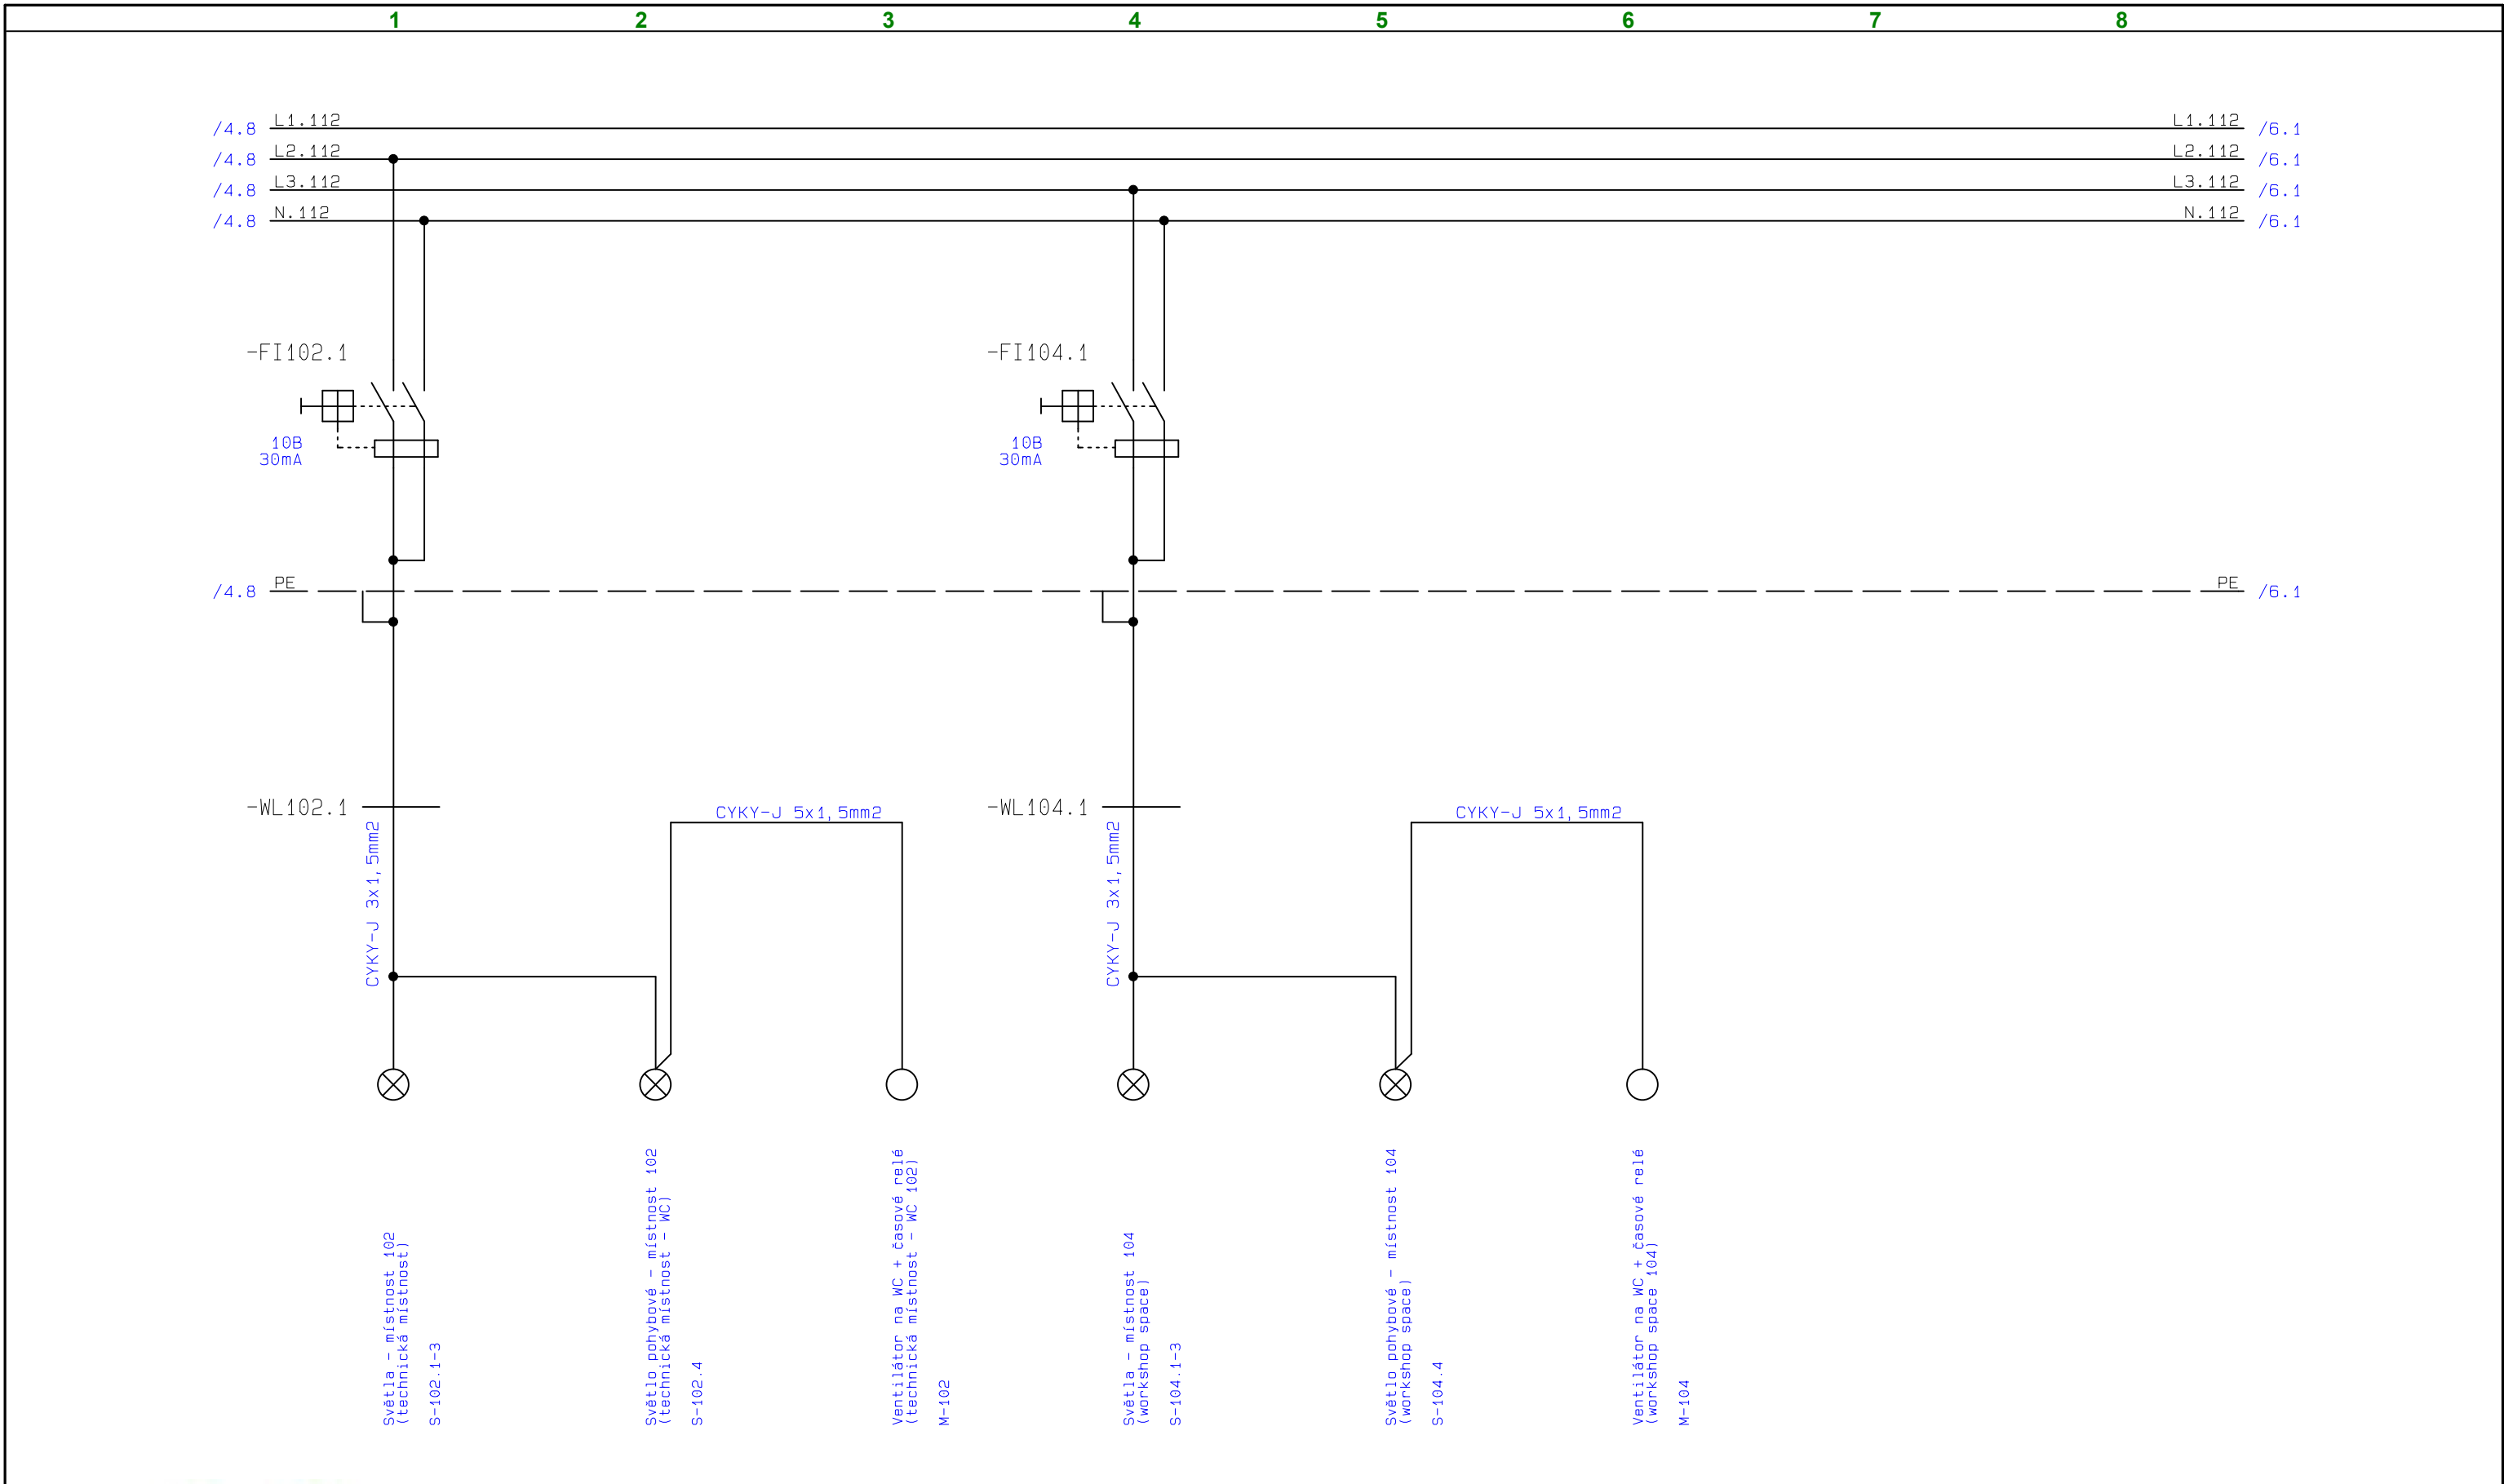 1 2 3 4 5 6 7 8
/4.8 L1.112 L1.112 /6.1
/4.8 L2.112 L2.112 /6.1
/4.8 L3.112 L3.112 /6.1
/4.8 N.112 N.112 /6.1
-FI102.1 -FI104.1
10B 10B
30mA 30mA
/4.8 PE PE /6.1
-WL102.1 CYKY-J 5x1,5mm2 -WL104.1 CYKY-J 5x1,5mm2
CYKY-J 3x1,5mm2
CYKY-J 3x1,5mm2
Světla - místnost 102
(technická místnost)
S-102.1-3
Světlo pohybové - místnost 102
(technická místnost - WC)
S-102.4
Ventilátor na WC + časové relé
(technická místnost - WC 102)
M-102
Světla - místnost 104
(workshop space)
S-104.1-3
Světlo pohybové - místnost 104
(workshop space)
S-104.4
Ventilátor na WC + časové relé
(workshop space 104)
M-104